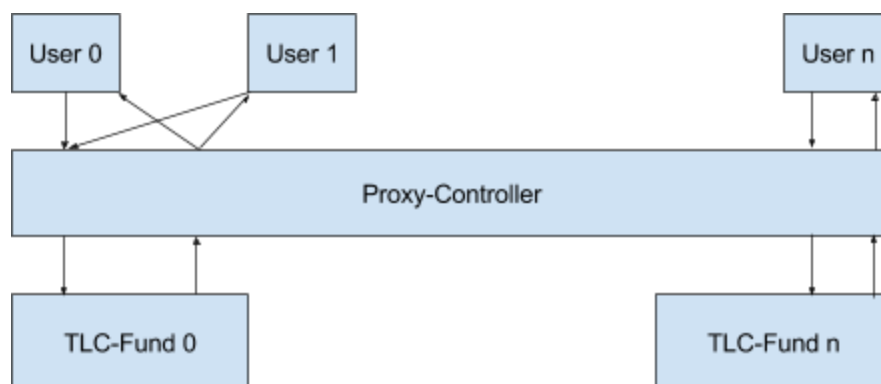 User 0
User 1
User n
Proxy-Controller
TLC-Fund 0
TLC-Fund n